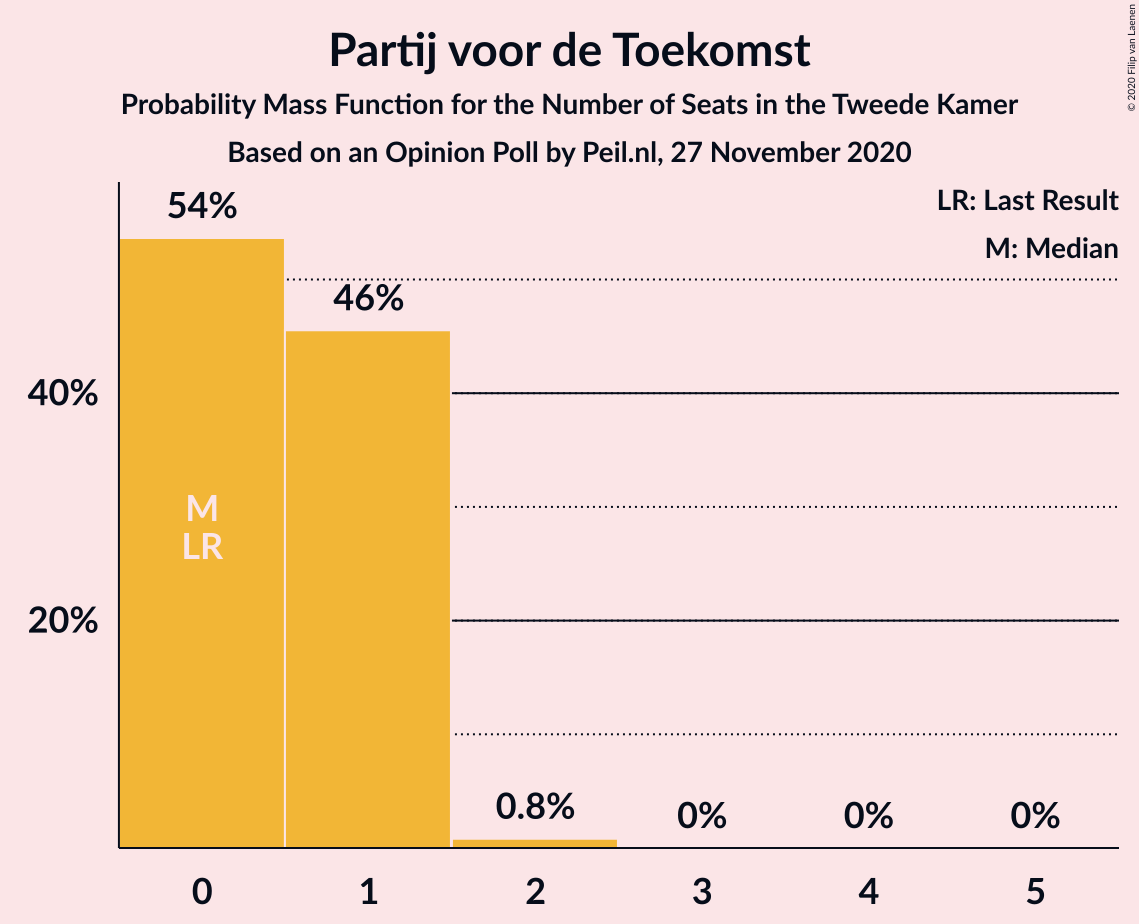 Partij voor de Toekomst
Probability Mass Function for the Number of Seats in the Tweede Kamer
Based on an Opinion Poll by Peil.nl, 27 November 2020
© 2020 Filip van Laenen
LR: Last Result
M: Median
54%
46%
40%
M
LR
20%
0.8%
0%
0%
0%
0
1
2
3
4
5